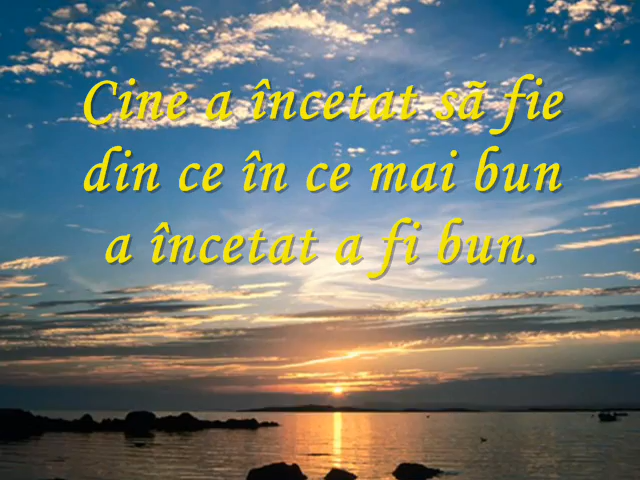 Cine a încetat sã fie
din ce în ce mai bun
a încetat a fi bun.